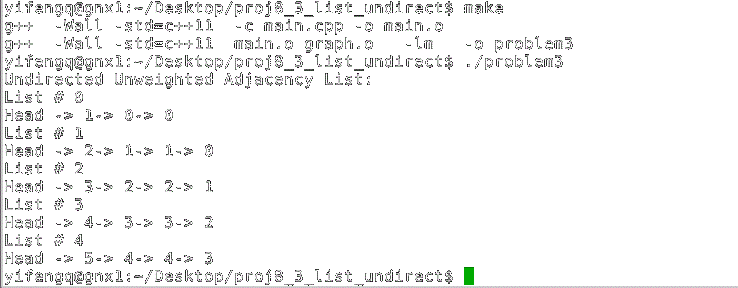 yifengq@gnx1:~/Desktop/proj8_3_list_undirect$ make
g++ -Wall -std=c++11 -c main.cpp -o main.o
g++ -Wall -std=c++11 main.o graph.o -lm -o problem3
yifengq@gnx1:~/Desktop/proj8_3_list_undirect$ ./problem3
Undirected Unweighted Adjacency List:
List # 0
Head -> 1-> 0-> 0
List # 1
Head -> 2-> 1-> 1-> 0
List # 2
Head -> 3-> 2-> 2-> 1
List # 3
Head -> 4-> 3-> 3-> 2
List # 4
Head -> 5-> 4-> 4-> 3
yifengq@gnx1:~/Desktop/proj8_3_list_undirect$